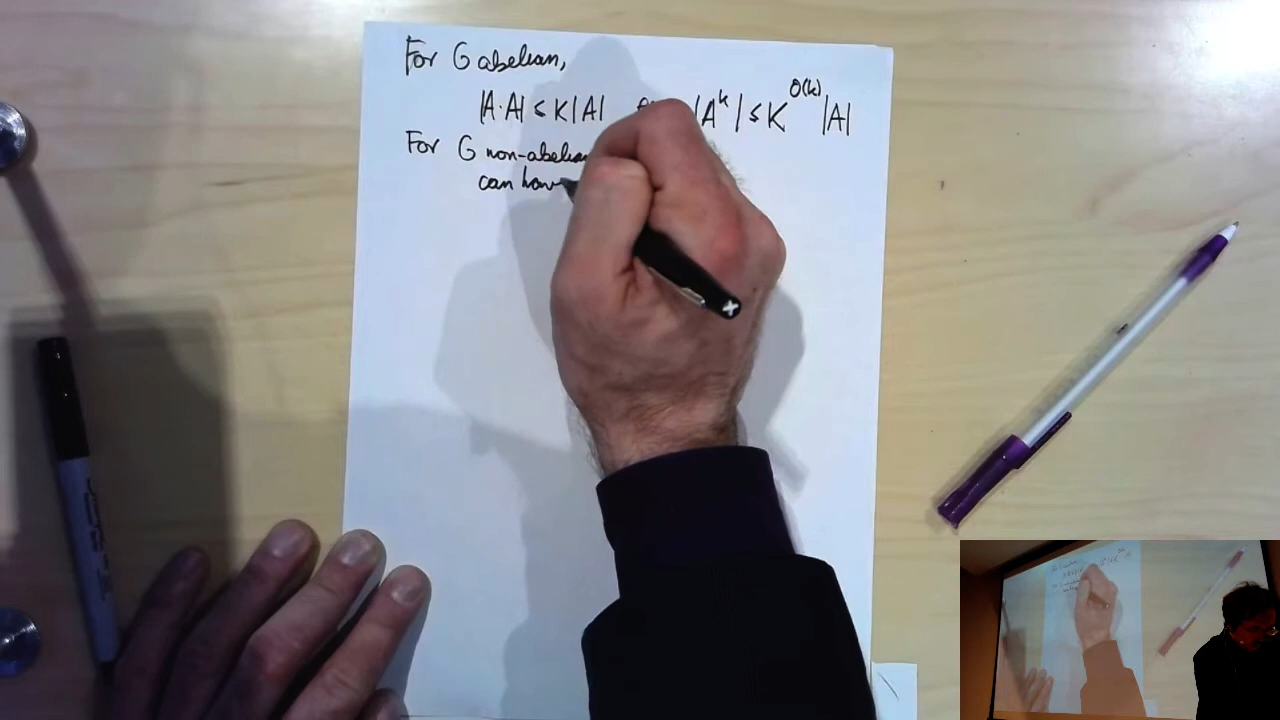 For G abelian,
|A·A| ≤ K|A| |A^k| ≤ K^{O(k)} |A|
For G non-abelian
can have